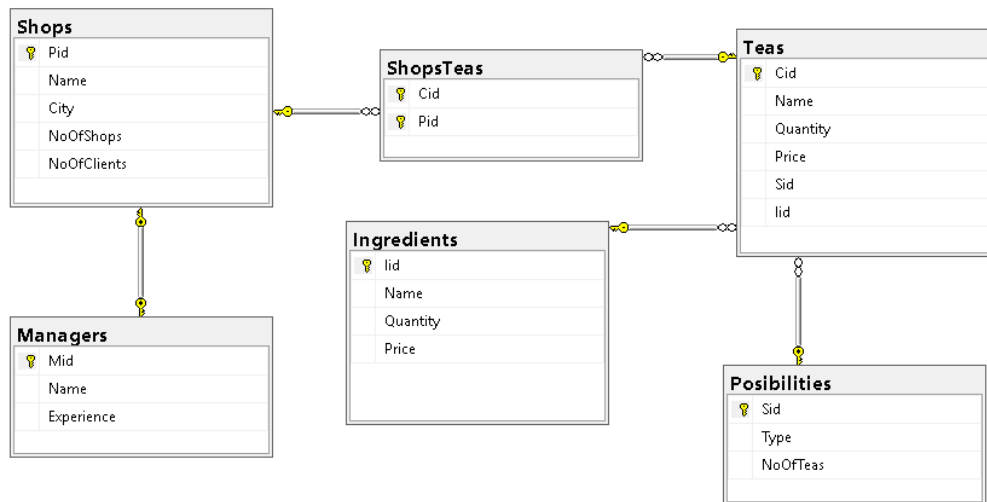 Shops
Pid
Name
City
NoOfShops
NoOfClients
ShopsTeas
Cid
Pid
Teas
Cid
Name
Quantity
Price
Sid
Iid
Ingredients
Iid
Name
Quantity
Price
Managers
Mid
Name
Experience
Posibilities
Sid
Type
NoOfTeas